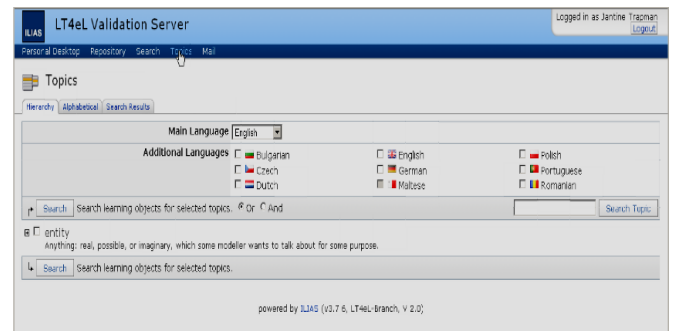 ILIAS LT4eL Validation Server
Logged in as Jantine Trapman
Logout
Personal Desktop Repository Search Topics Mail
Topics
Hierarchy Alphabetical Search Results
Main Language English
Additional Languages Bulgarian English Polish
Czech German Portuguese
Dutch Maltese Romanian
Search Search learning objects for selected topics. Or And Search Topic
entity
Anything: real, possible, or imaginary, which some modeller wants to talk about for some purpose.
Search Search learning objects for selected topics.
powered by ILIAS (v3.7 6, LT4eL-Branch, V 2.0)